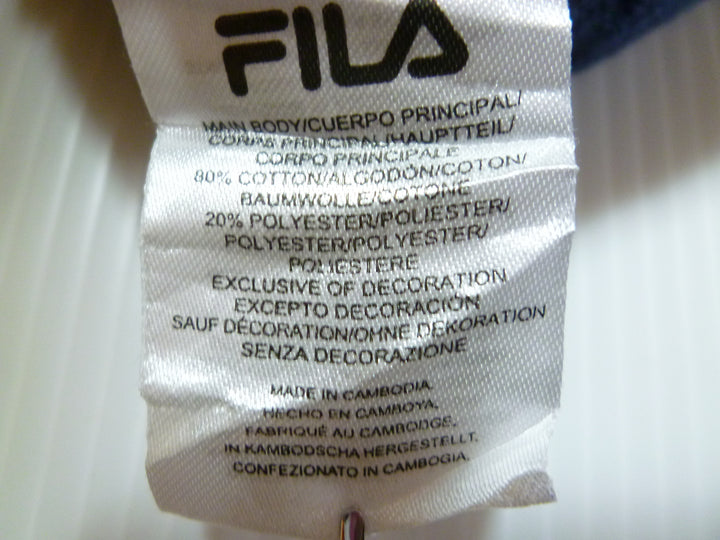 FILA
MAIN BODY/CUERPO PRINCIPAL/
CORPS PRINCIPAL/HAUPTTEIL/
CORPO PRINCIPALE
80% COTTON/ALGODÓN/COTON/
BAUMWOLLE/COTONE
20% POLYESTER/POLIESTER/
POLYESTER/POLYESTER/
POLIESTERE
EXCLUSIVE OF DECORATION
EXCEPTO DECORACIÓN
SAUF DÉCORATION/OHNE DEKORATION
SENZA DECORAZIONE
MADE IN CAMBODIA.
HECHO EN CAMBOYA.
FABRIQUÉ AU CAMBODGE.
IN KAMBODSCHA HERGESTELLT.
CONFEZIONATO IN CAMBOGIA.